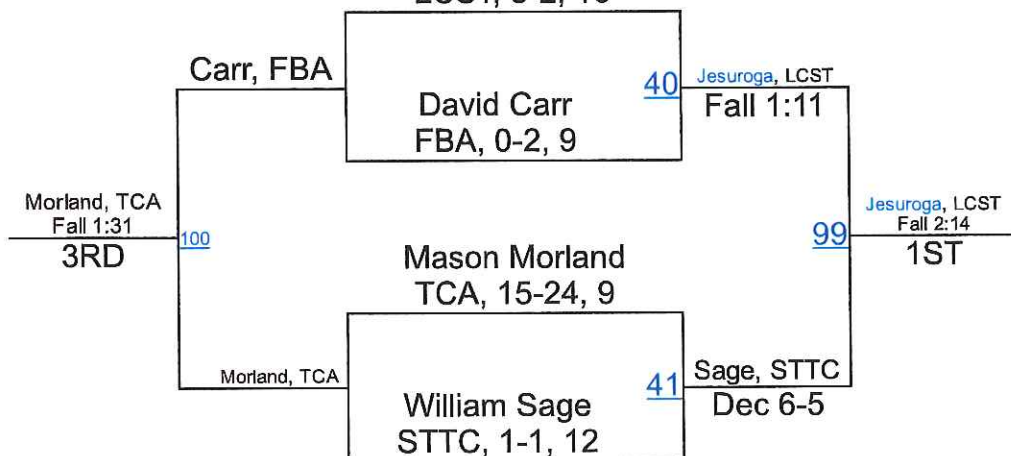 Carr, FBA
David Carr
FBA, 0-2, 9
40
Jesuroga, LCST
Fall 1:11
Morland, TCA
Fall 1:31
3RD
100
Jesuroga, LCST
Fall 2:14
1ST
99
Mason Morland
TCA, 15-24, 9
Morland, TCA
William Sage
STTC, 1-1, 12
41
Sage, STTC
Dec 6-5